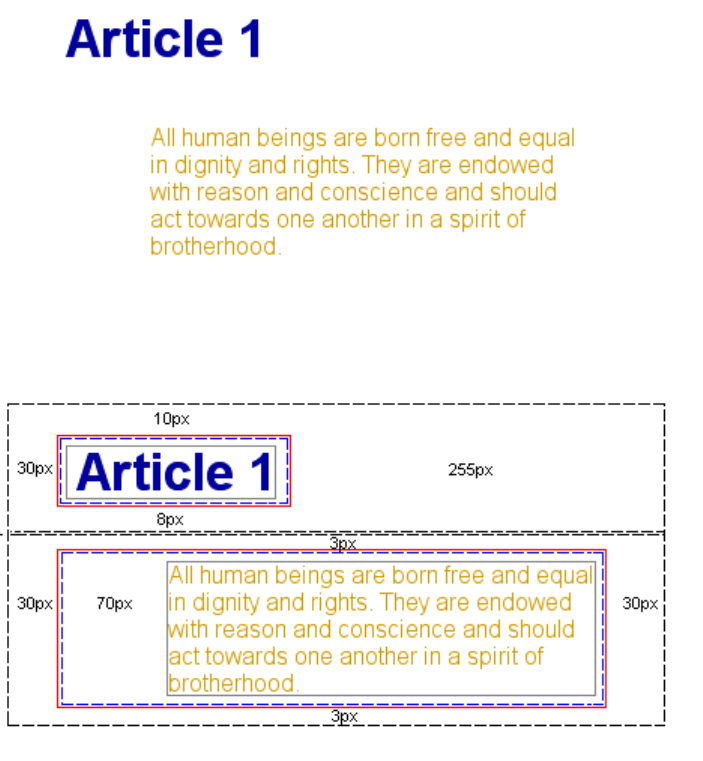 Article 1
All human beings are born free and equal
in dignity and rights. They are endowed
with reason and conscience and should
act towards one another in a spirit of
brotherhood.
10px
30px
Article 1
255px
8px
3px
30px
70px
All human beings are born free and equal
in dignity and rights. They are endowed
with reason and conscience and should
act towards one another in a spirit of
brotherhood.
30px
3px